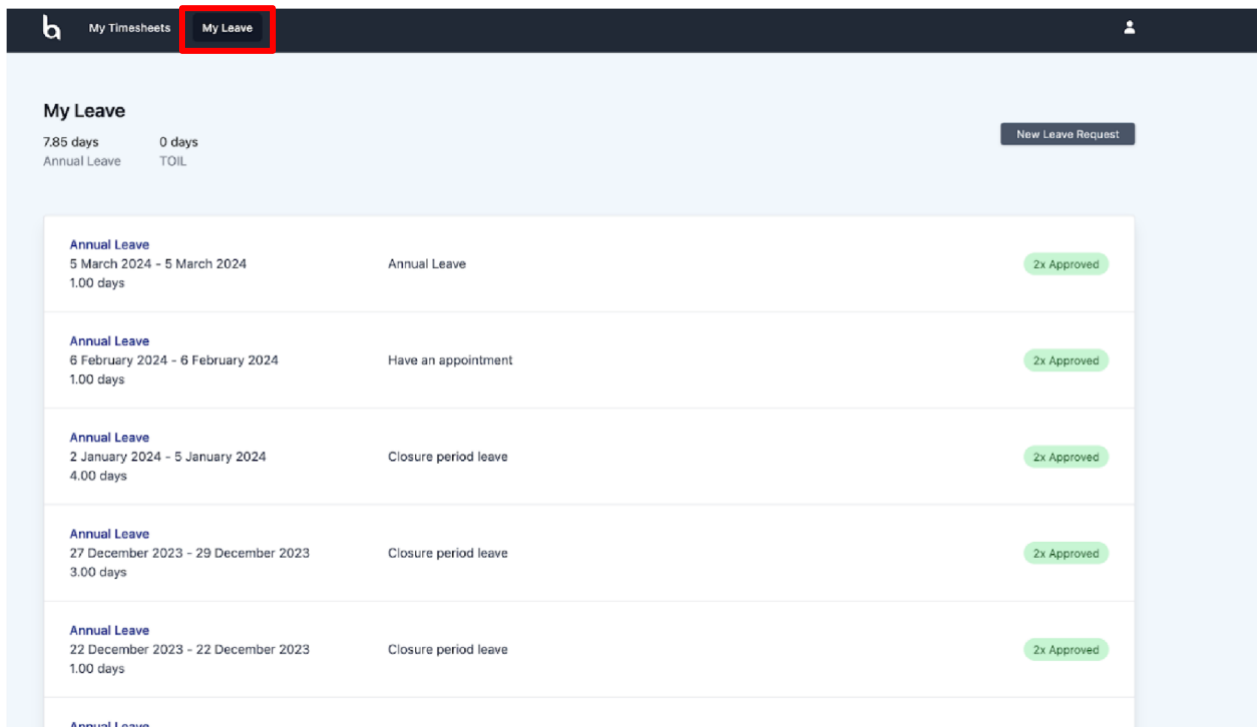 My Timesheets My Leave
My Leave
7.85 days 0 days
Annual Leave TOIL
New Leave Request
Annual Leave
5 March 2024 - 5 March 2024
1.00 days
Annual Leave
2x Approved
Annual Leave
6 February 2024 - 6 February 2024
1.00 days
Have an appointment
2x Approved
Annual Leave
2 January 2024 - 5 January 2024
4.00 days
Closure period leave
2x Approved
Annual Leave
27 December 2023 - 29 December 2023
3.00 days
Closure period leave
2x Approved
Annual Leave
22 December 2023 - 22 December 2023
1.00 days
Closure period leave
2x Approved
Annual Leave